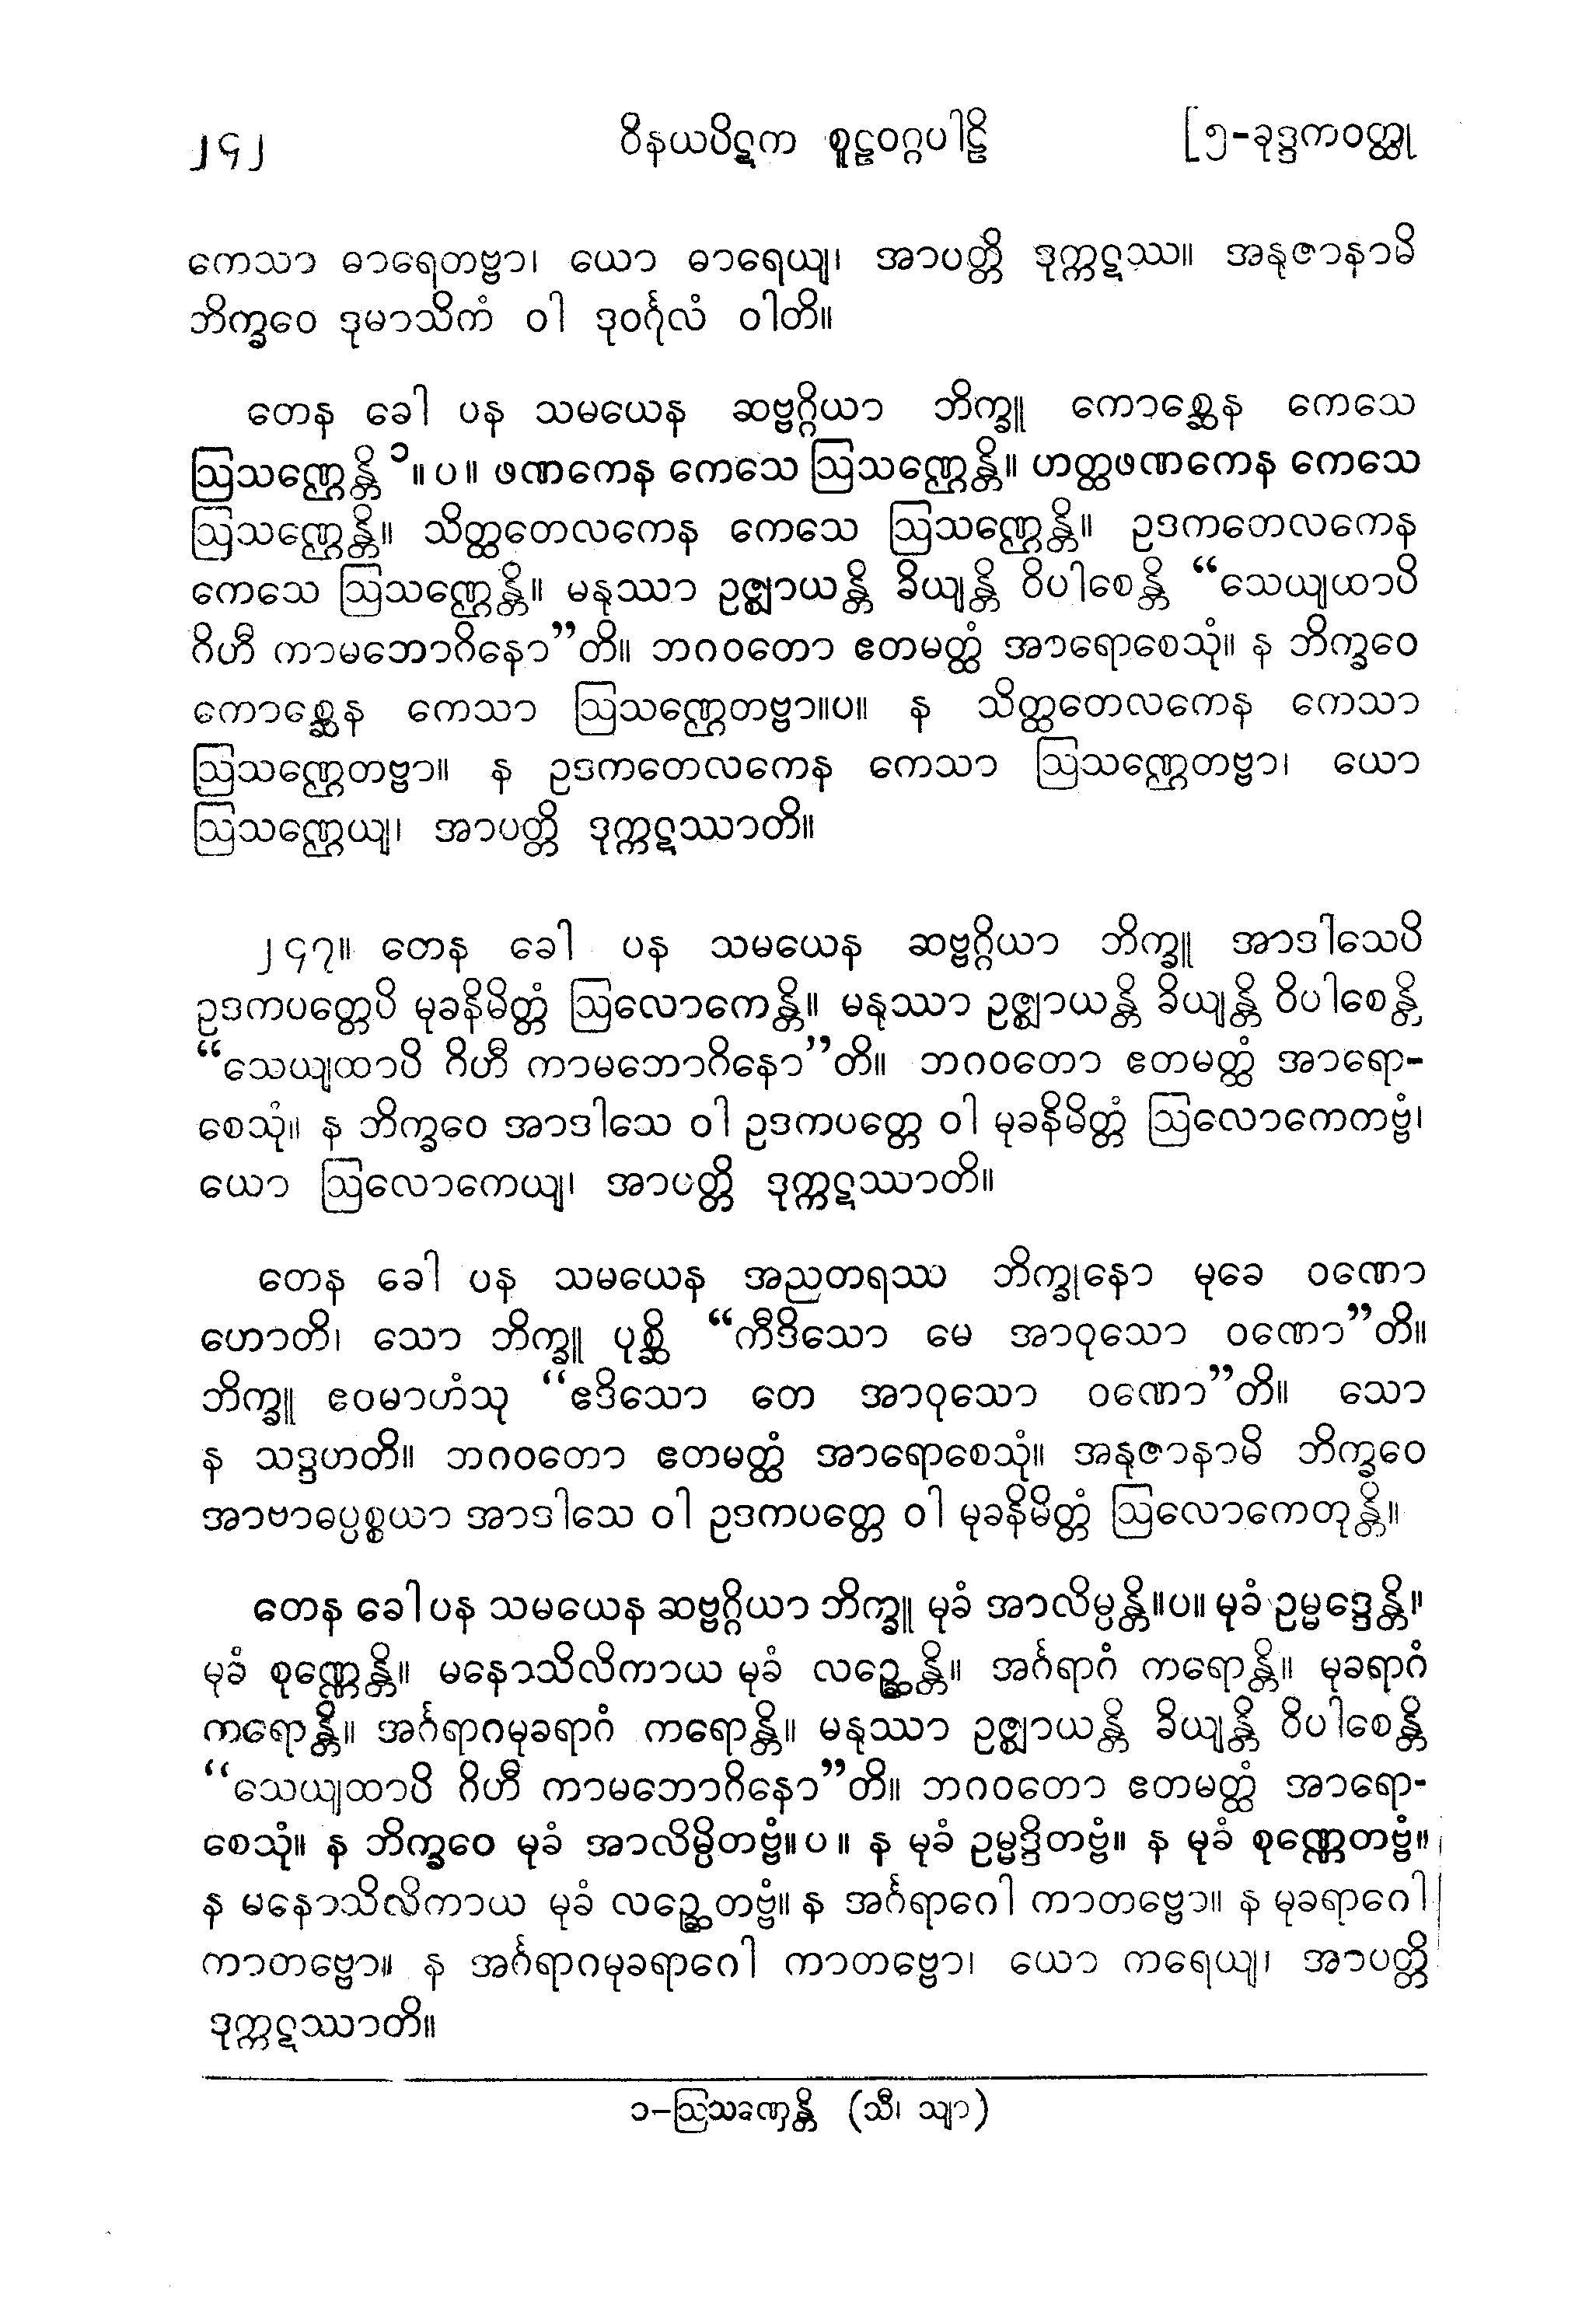 ၂၄၂ ဝိနယပိဋက စူဠဝဂ္ဂပါဠိ [၅-ခုဒ္ဒကဝတ္ထု
ကေသာ ဓာရေတဗ္ဗာ၊ ယော ဓာရေယျ၊ အာပတ္တိ ဒုက္ကဋဿ။ အနုဇာနာမိ
ဘိက္ခဝေ ဒုမာသိကံ ဝါ ဒုဝင်္ဂုလံ ဝါတိ။
တေန ခေါ ပန သမယေန ဆဗ္ဗဂ္ဂိယာ ဘိက္ခူ ကောစ္ဆေန ကေသေ
ဩသဏ္ဌေန္တိ ၁။ ပ။ ဖဏကေန ကေသေ ဩသဏ္ဌေန္တိ။ ဟတ္ထဖဏကေန ကေသေ
ဩသဏ္ဌေန္တိ။ သိတ္ထတေလကေန ကေသေ ဩသဏ္ဌေန္တိ။ ဥဒကတေလကေန
ကေသေ ဩသဏ္ဌေန္တိ။ မနုဿာ ဥဇ္ဈာယန္တိ ခိယျန္တိ ဝိပါစေန္တိ “သေယျထာပိ
ဂိဟီ ကာမဘောဂိနော”တိ။ ဘဂဝတော ဧတမတ္ထံ အာရောစေသုံ။ န ဘိက္ခဝေ
ကောစ္ဆေန ကေသာ ဩသဏ္ဌေတဗ္ဗာ။ပ။ န သိတ္ထတေလကေန ကေသာ
ဩသဏ္ဌေတဗ္ဗာ။ န ဥဒကတေလကေန ကေသာ ဩသဏ္ဌေတဗ္ဗာ၊ ယော
ဩသဏ္ဌေယျ၊ အာပတ္တိ ဒုက္ကဋဿာတိ။
၂၄၇။ တေန ခေါ ပန သမယေန ဆဗ္ဗဂ္ဂိယာ ဘိက္ခူ အာဒါသေပိ
ဥဒကပတ္တေပိ မုခနိမိတ္တံ ဩလောကေန္တိ။ မနုဿာ ဥဇ္ဈာယန္တိ ခိယျန္တိ ဝိပါစေန္တိ
“သေယျထာပိ ဂိဟီ ကာမဘောဂိနော”တိ။ ဘဂဝတော ဧတမတ္ထံ အာရော-
စေသုံ။ န ဘိက္ခဝေ အာဒါသေ ဝါ ဥဒကပတ္တေ ဝါ မုခနိမိတ္တံ ဩလောကေတဗ္ဗံ၊
ယော ဩလောကေယျ၊ အာပတ္တိ ဒုက္ကဋဿာတိ။
တေန ခေါ ပန သမယေန အညတရဿ ဘိက္ခုနော မုခေ ဝဏော
ဟောတိ၊ သော ဘိက္ခူ ပုစ္ဆိ “ကီဒိသော မေ အာဝုသော ဝဏော”တိ။
ဘိက္ခူ ဧဝမာဟံသု “ဧဒိသော တေ အာဝုသော ဝဏော”တိ။ သော
န သဒ္ဒဟတိ။ ဘဂဝတော ဧတမတ္ထံ အာရောစေသုံ။ အနုဇာနာမိ ဘိက္ခဝေ
အာဗာဓပ္ပစ္စယာ အာဒါသေ ဝါ ဥဒကပတ္တေ ဝါ မုခနိမိတ္တံ ဩလောကေတုန္တိ။
တေန ခေါ ပန သမယေန ဆဗ္ဗဂ္ဂိယာ ဘိက္ခူ မုခံ အာလိမ္ပန္တိ။ပ။ မုခံ ဥမ္မဒ္ဒေန္တိ။
မုခံ စုဏ္ဏေန္တိ။ မနောသိလိကာယ မုခံ လဉ္ဆေန္တိ။ အင်္ဂရာဂံ ကရောန္တိ။ မုခရာဂံ
ကရောန္တိ။ အင်္ဂရာဂမုခရာဂံ ကရောန္တိ။ မနုဿာ ဥဇ္ဈာယန္တိ ခိယျန္တိ ဝိပါစေန္တိ
“သေယျထာပိ ဂိဟီ ကာမဘောဂိနော”တိ။ ဘဂဝတော ဧတမတ္ထံ အာရော-
စေသုံ။ န ဘိက္ခဝေ မုခံ အာလိမ္ပိတဗ္ဗံ။ ပ ။ န မုခံ ဥမ္မဒ္ဒိတဗ္ဗံ။ န မုခံ စုဏ္ဏေတဗ္ဗံ။
န မနောသိလိကာယ မုခံ လဉ္ဆေတဗ္ဗံ။ န အင်္ဂရာဂေါ ကာတဗ္ဗော။ န မုခရာဂေါ
ကာတဗ္ဗော။ န အင်္ဂရာဂမုခရာဂေါ ကာတဗ္ဗော၊ ယော ကရေယျ၊ အာပတ္တိ
ဒုက္ကဋဿာတိ။
၁–ဩသဏှေန္တိ (သီ၊ သျာ)